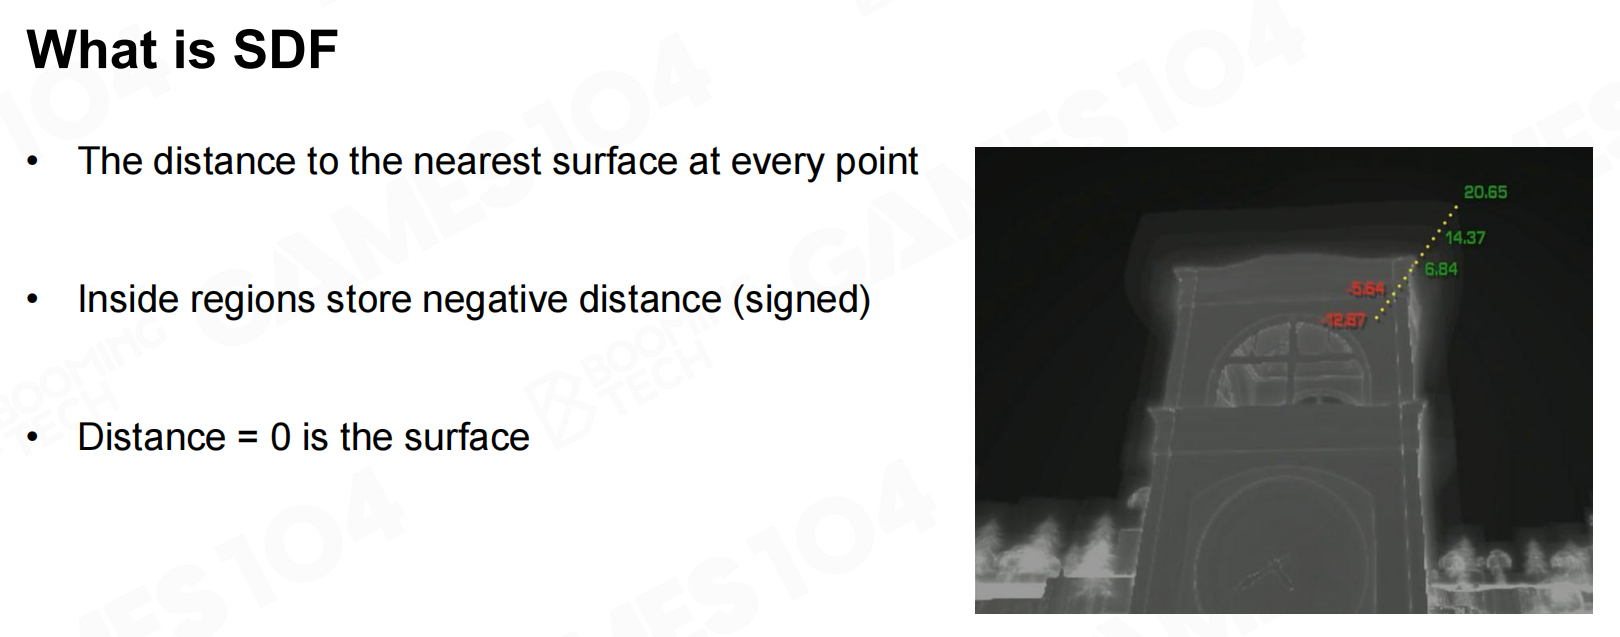 What is SDF
• The distance to the nearest surface at every point
• Inside regions store negative distance (signed)
• Distance = 0 is the surface
20.65
14.37
6.84
-5.64
-12.87
GAMES104
BOOMING
TECH